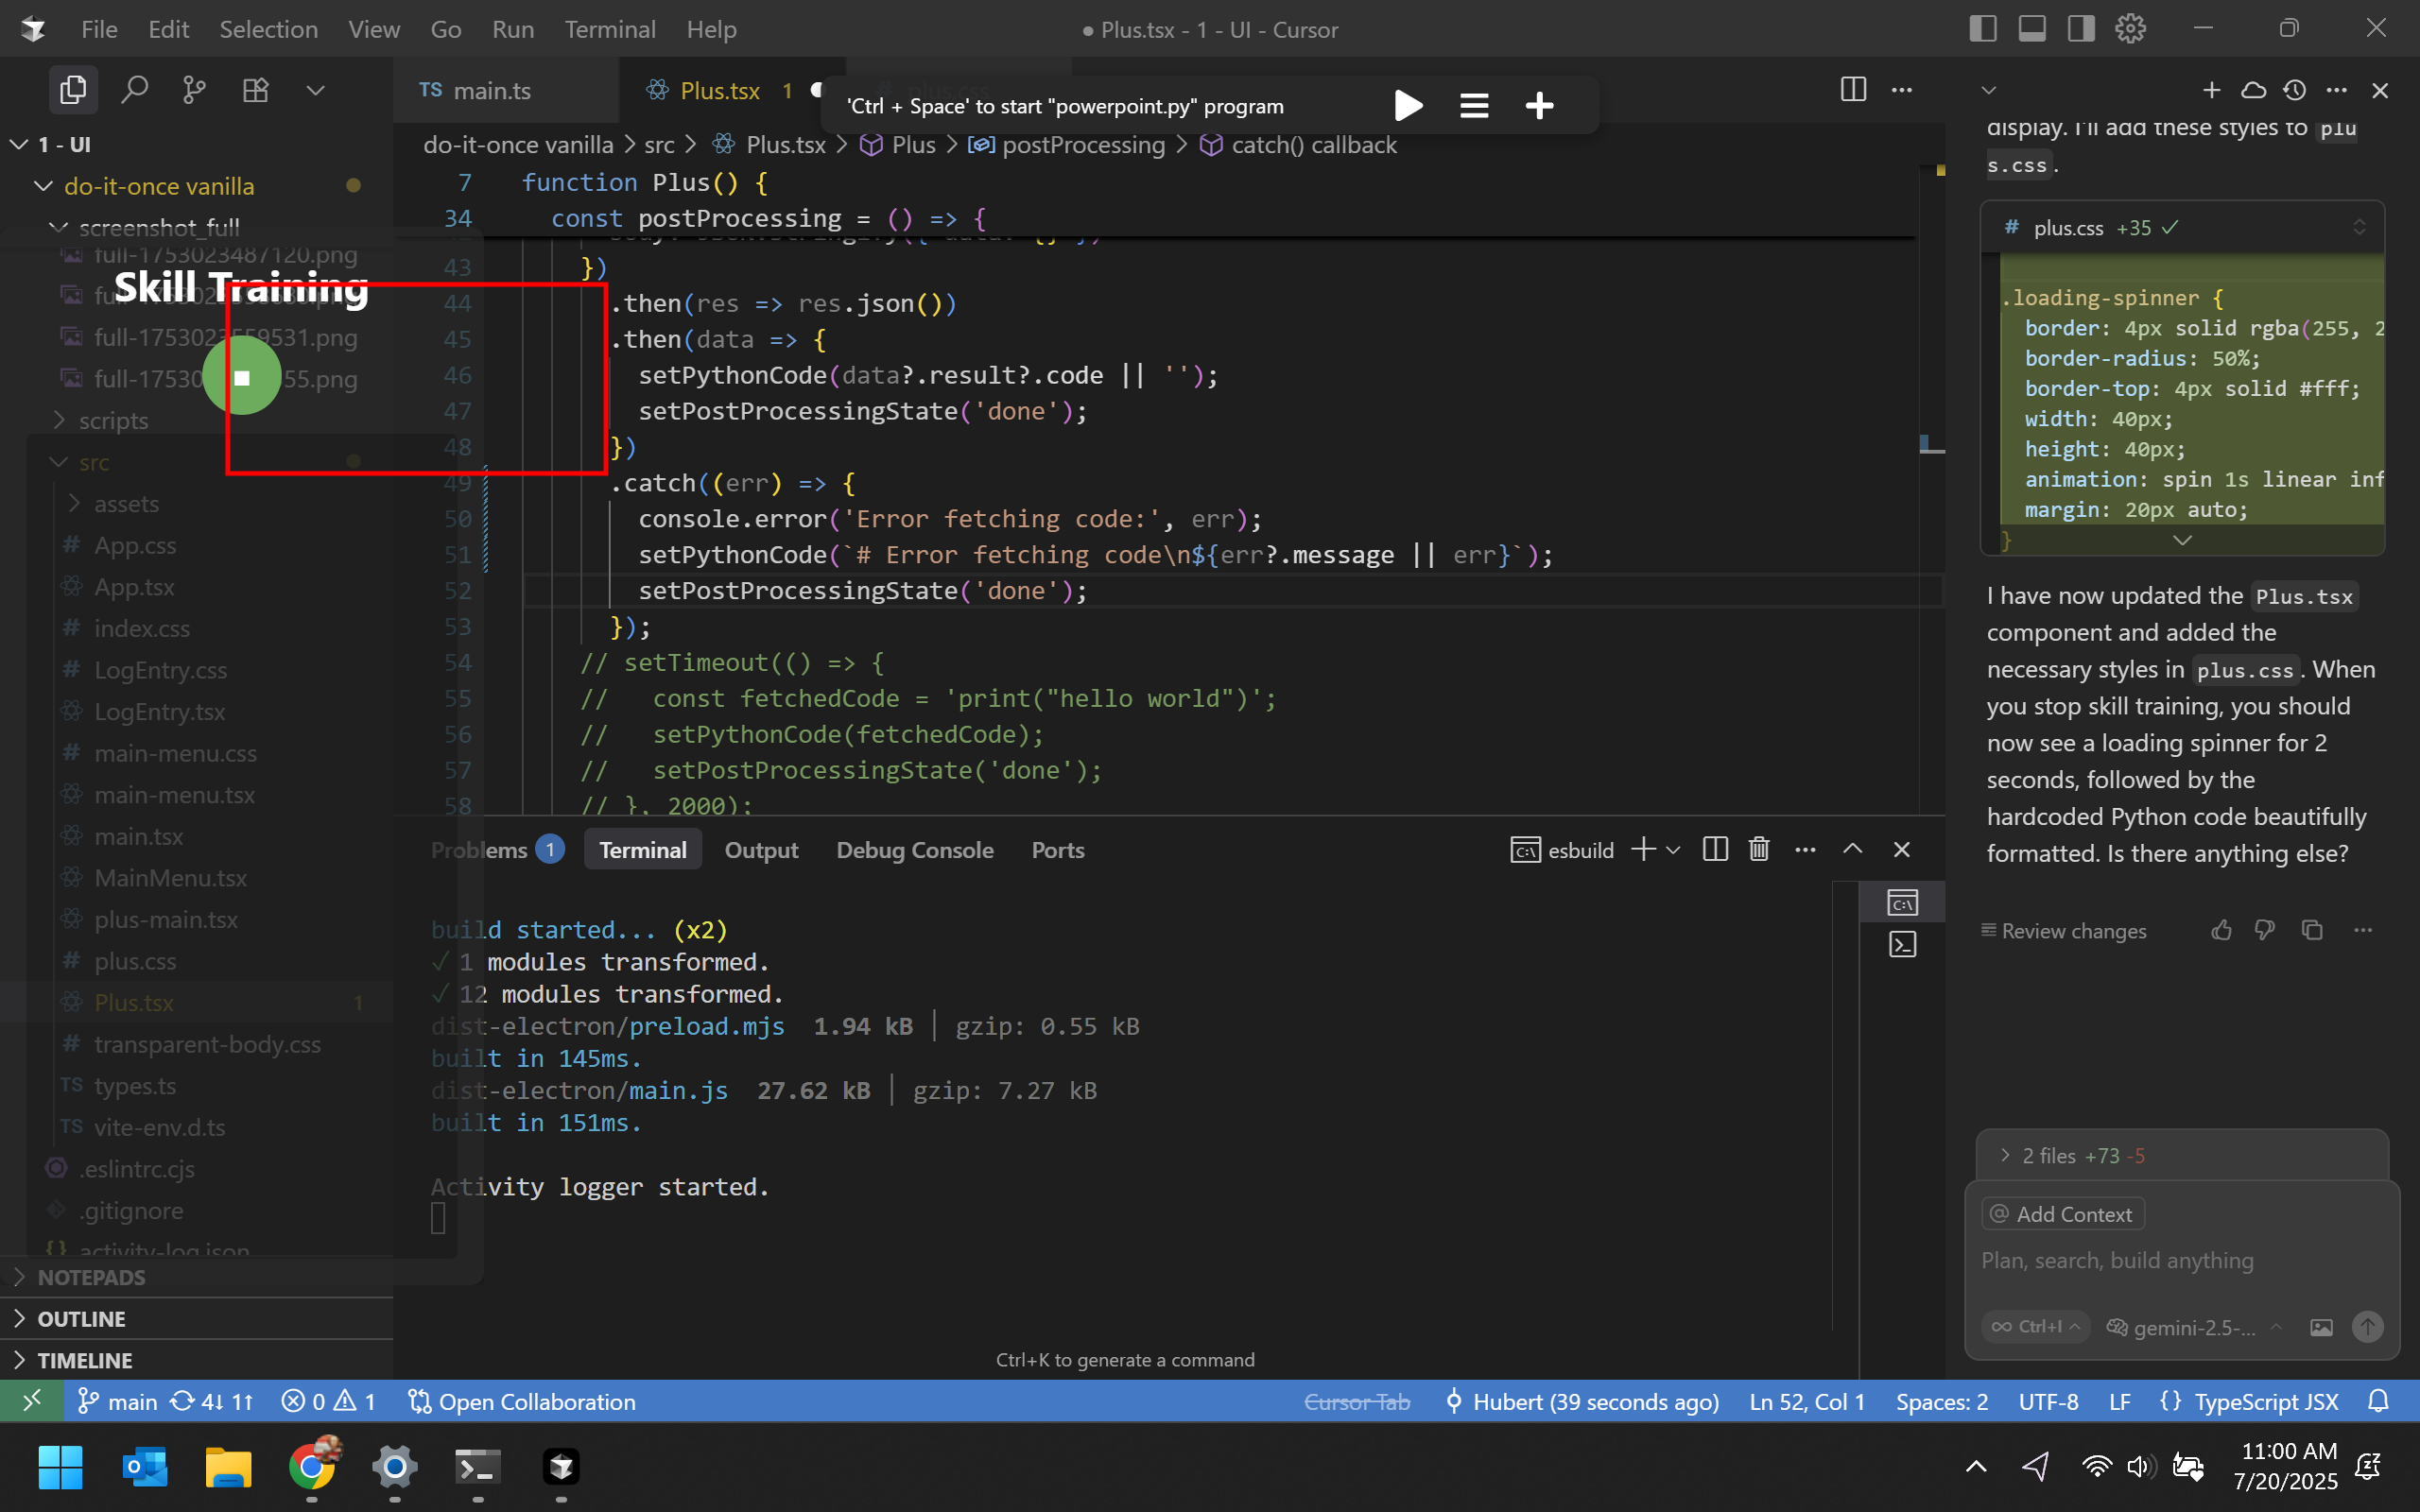 File Edit Selection View Go Run Terminal Help
● Plus.tsx - 1 - UI - Cursor
TS main.ts
Plus.tsx 1
plus.css
'Ctrl + Space' to start "powerpoint.py" program
do-it-once vanilla > src > Plus.tsx > Plus > postProcessing > catch() callback
1 - UI
do-it-once vanilla
screenshot_full
full-1753023487120.png
Skill Training
full-1753023559531.png
scripts
src
assets
# App.css
App.tsx
# index.css
# LogEntry.css
LogEntry.tsx
# main-menu.css
main-menu.tsx
main.tsx
MainMenu.tsx
plus-main.tsx
# plus.css
Plus.tsx 1
# transparent-body.css
TS types.ts
TS vite-env.d.ts
.eslintrc.cjs
.gitignore
{} activity-log.json
NOTEPADS
OUTLINE
TIMELINE
7 function Plus() {
34 const postProcessing = () => {
body: JSON.stringify({ data: {} })
43 })
44 .then(res => res.json())
45 .then(data => {
46 setPythonCode(data?.result?.code || '');
47 setPostProcessingState('done');
48 })
49 .catch((err) => {
50 console.error('Error fetching code:', err);
51 setPythonCode(`# Error fetching code\n${err?.message || err}`);
52 setPostProcessingState('done');
53 });
54 // setTimeout(() => {
55 //   const fetchedCode = 'print("hello world")';
56 //   setPythonCode(fetchedCode);
57 //   setPostProcessingState('done');
58 // }, 2000);
Problems 1 Terminal Output Debug Console Ports
esbuild
build started... (x2)
✓ 1 modules transformed.
✓ 12 modules transformed.
dist-electron/preload.mjs 1.94 kB │ gzip: 0.55 kB
built in 145ms.
dist-electron/main.js 27.62 kB │ gzip: 7.27 kB
built in 151ms.
Activity logger started.
Ctrl+K to generate a command
display. I'll add these styles to plu
s.css.
# plus.css +35 ✓
.loading-spinner {
border: 4px solid rgba(255, 2
border-radius: 50%;
border-top: 4px solid #fff;
width: 40px;
height: 40px;
animation: spin 1s linear inf
margin: 20px auto;
}
I have now updated the Plus.tsx
component and added the
necessary styles in plus.css. When
you stop skill training, you should
now see a loading spinner for 2
seconds, followed by the
hardcoded Python code beautifully
formatted. Is there anything else?
Review changes
2 files +73 -5
@ Add Context
Plan, search, build anything
∞ Ctrl+I
gemini-2.5-...
main 4↓ 1↑ 0 1 Open Collaboration
Cursor Tab Hubert (39 seconds ago) Ln 52, Col 1 Spaces: 2 UTF-8 LF {} TypeScript JSX
11:00 AM
7/20/2025